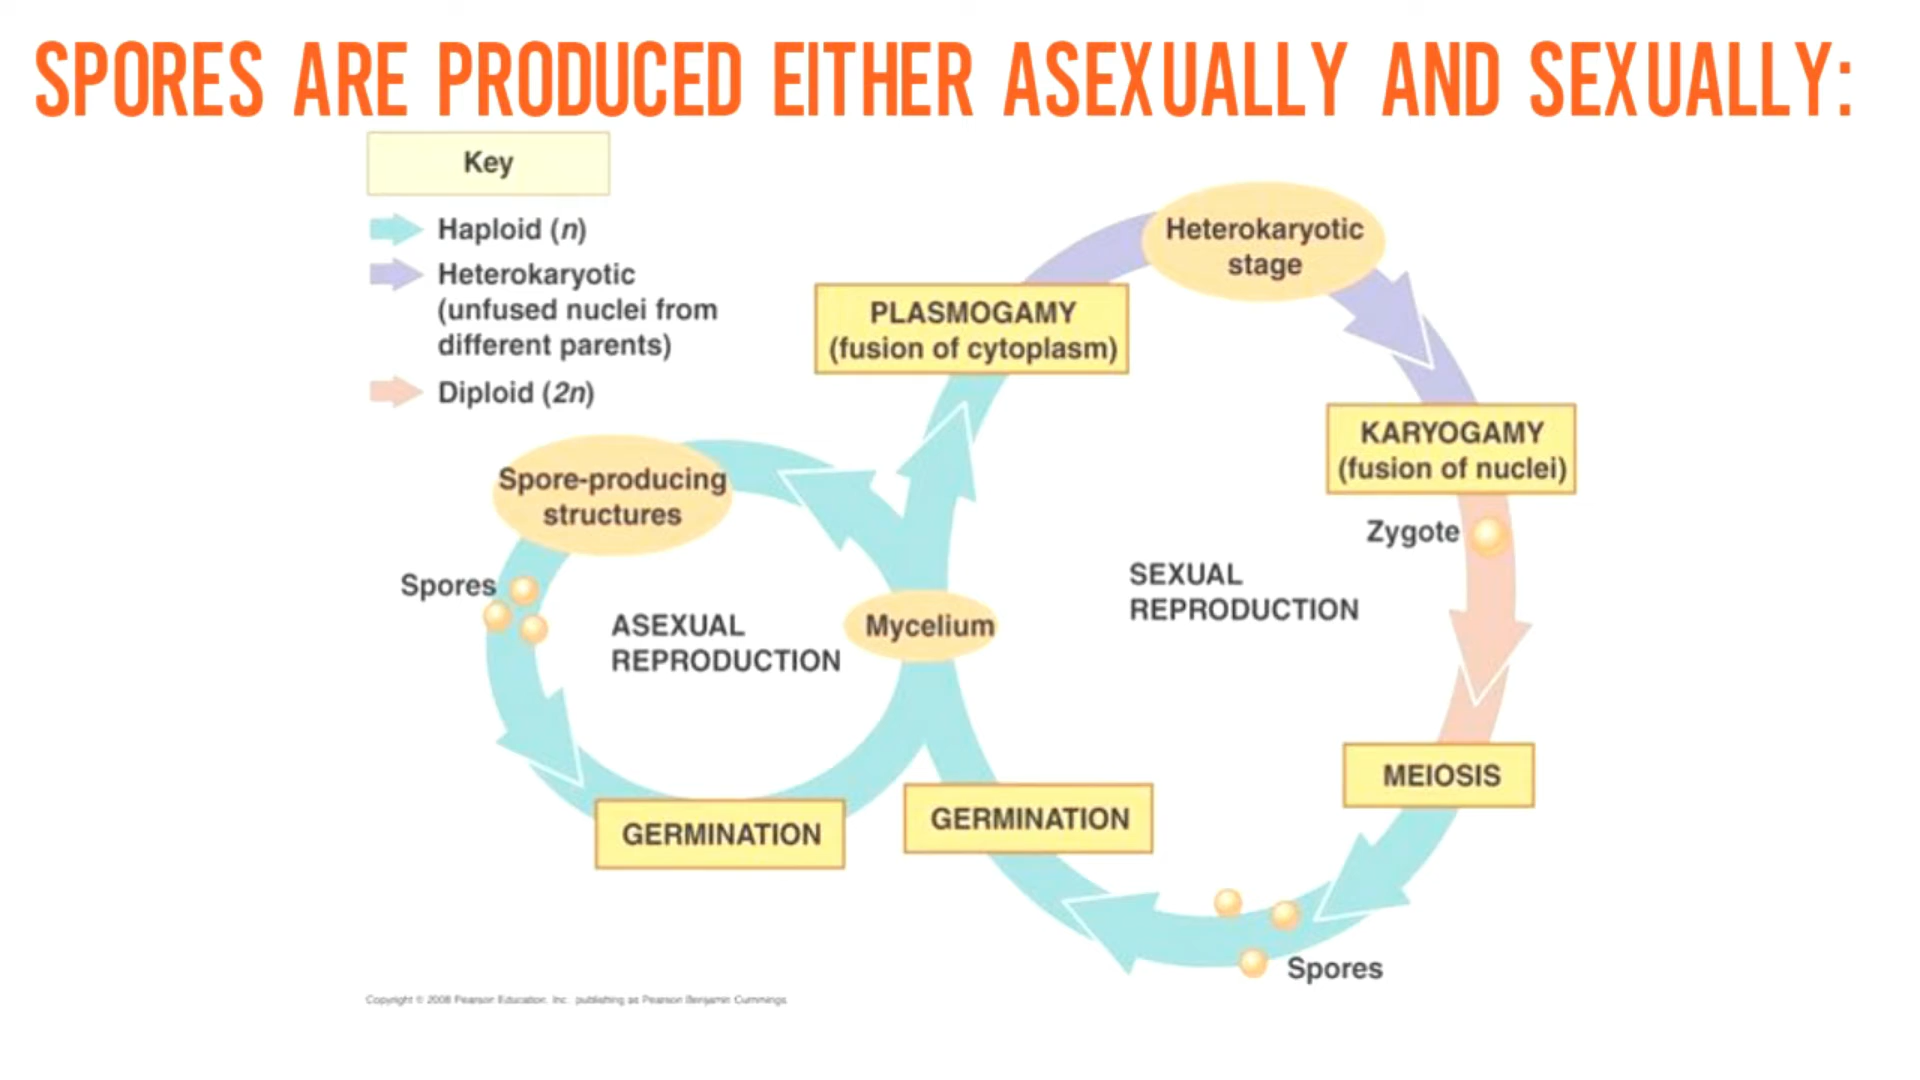 SPORES ARE PRODUCED EITHER ASEXUALLY AND SEXUALLY:
Key
Haploid (n)
Heterokaryotic
(unfused nuclei from
different parents)
Diploid (2n)
Heterokaryotic
stage
PLASMOGAMY
(fusion of cytoplasm)
KARYOGAMY
(fusion of nuclei)
Zygote
Spore-producing
structures
Spores
ASEXUAL
REPRODUCTION
Mycelium
SEXUAL
REPRODUCTION
MEIOSIS
GERMINATION
GERMINATION
Spores
Copyright © 2008 Pearson Education, Inc. publishing as Pearson Benjamin Cummings